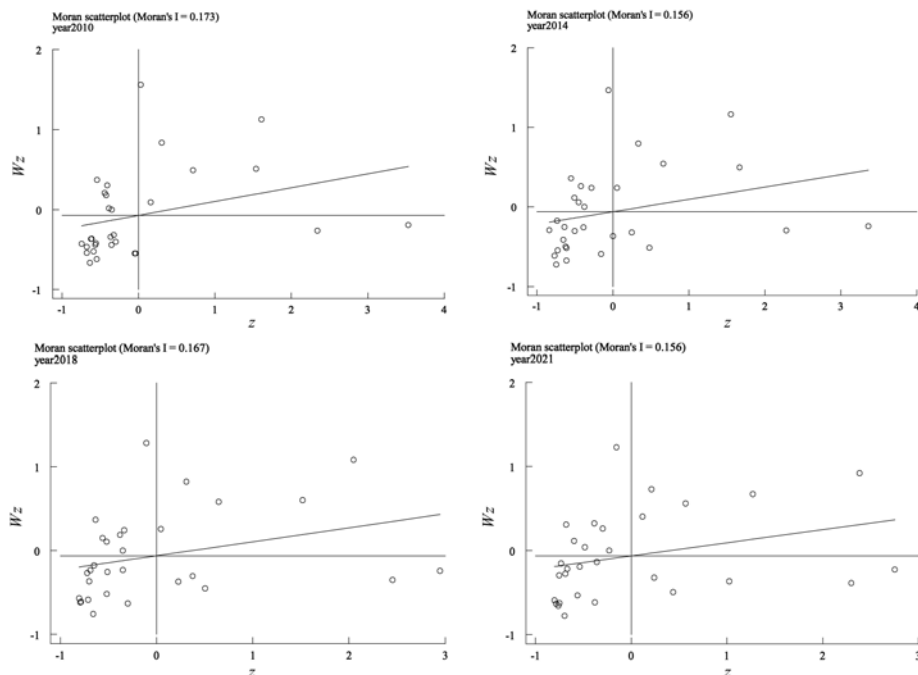 Moran scatterplot (Moran's I = 0.173)
year2010
2
1
0
-1
Wz
-1
0
1
2
3
4
z
Moran scatterplot (Moran's I = 0.156)
year2014
2
1
0
-1
Wz
-1
0
1
2
3
4
z
Moran scatterplot (Moran's I = 0.167)
year2018
2
1
0
-1
Wz
-1
0
1
2
3
z
Moran scatterplot (Moran's I = 0.156)
year2021
2
1
0
-1
Wz
-1
0
1
2
3
z